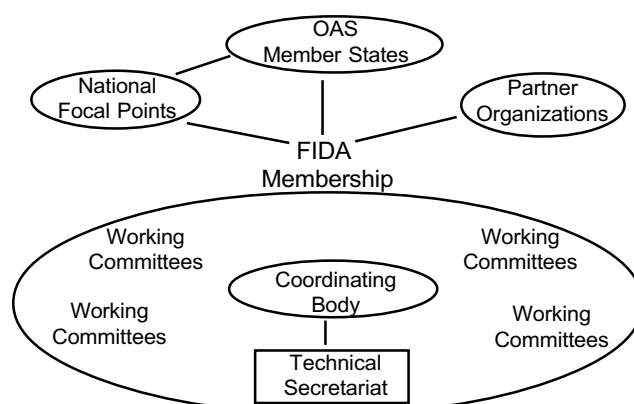 OAS
Member States
National
Focal Points
Partner
Organizations
FIDA
Membership
Working
Committees
Working
Committees
Coordinating
Body
Working
Committees
Working
Committees
Technical
Secretariat